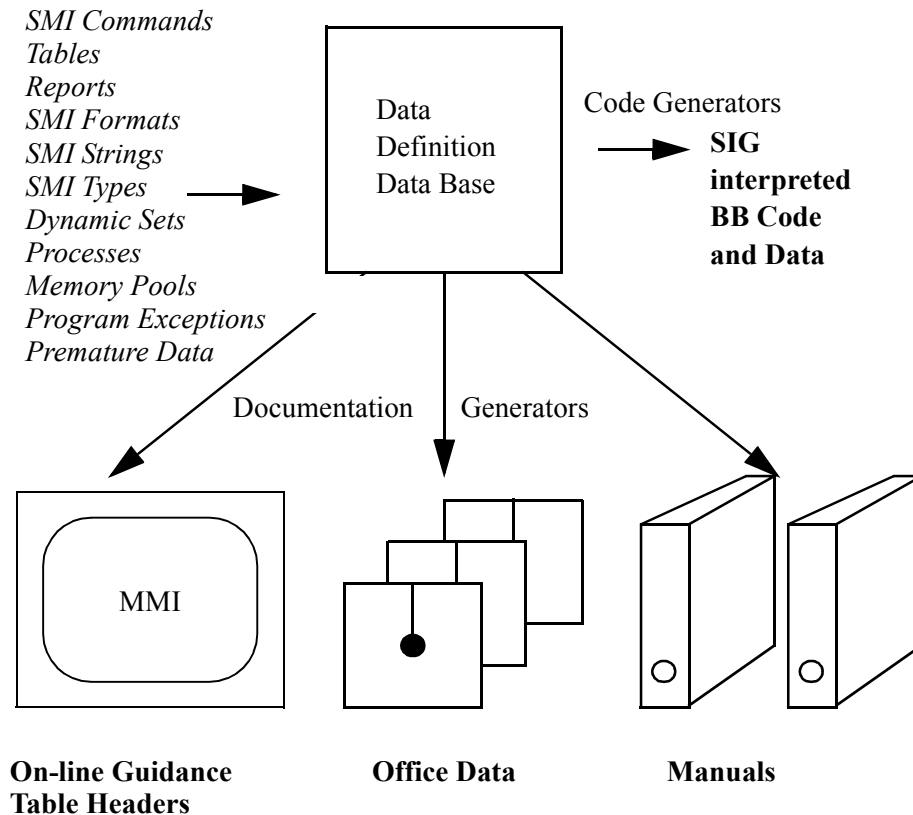 SMI Commands
Tables
Reports
SMI Formats
SMI Strings
SMI Types
Dynamic Sets
Processes
Memory Pools
Program Exceptions
Premature Data
Data
Definition
Data Base
Code Generators
SIG
interpreted
BB Code
and Data
Documentation
Generators
MMI
On-line Guidance
Table Headers
Office Data
Manuals